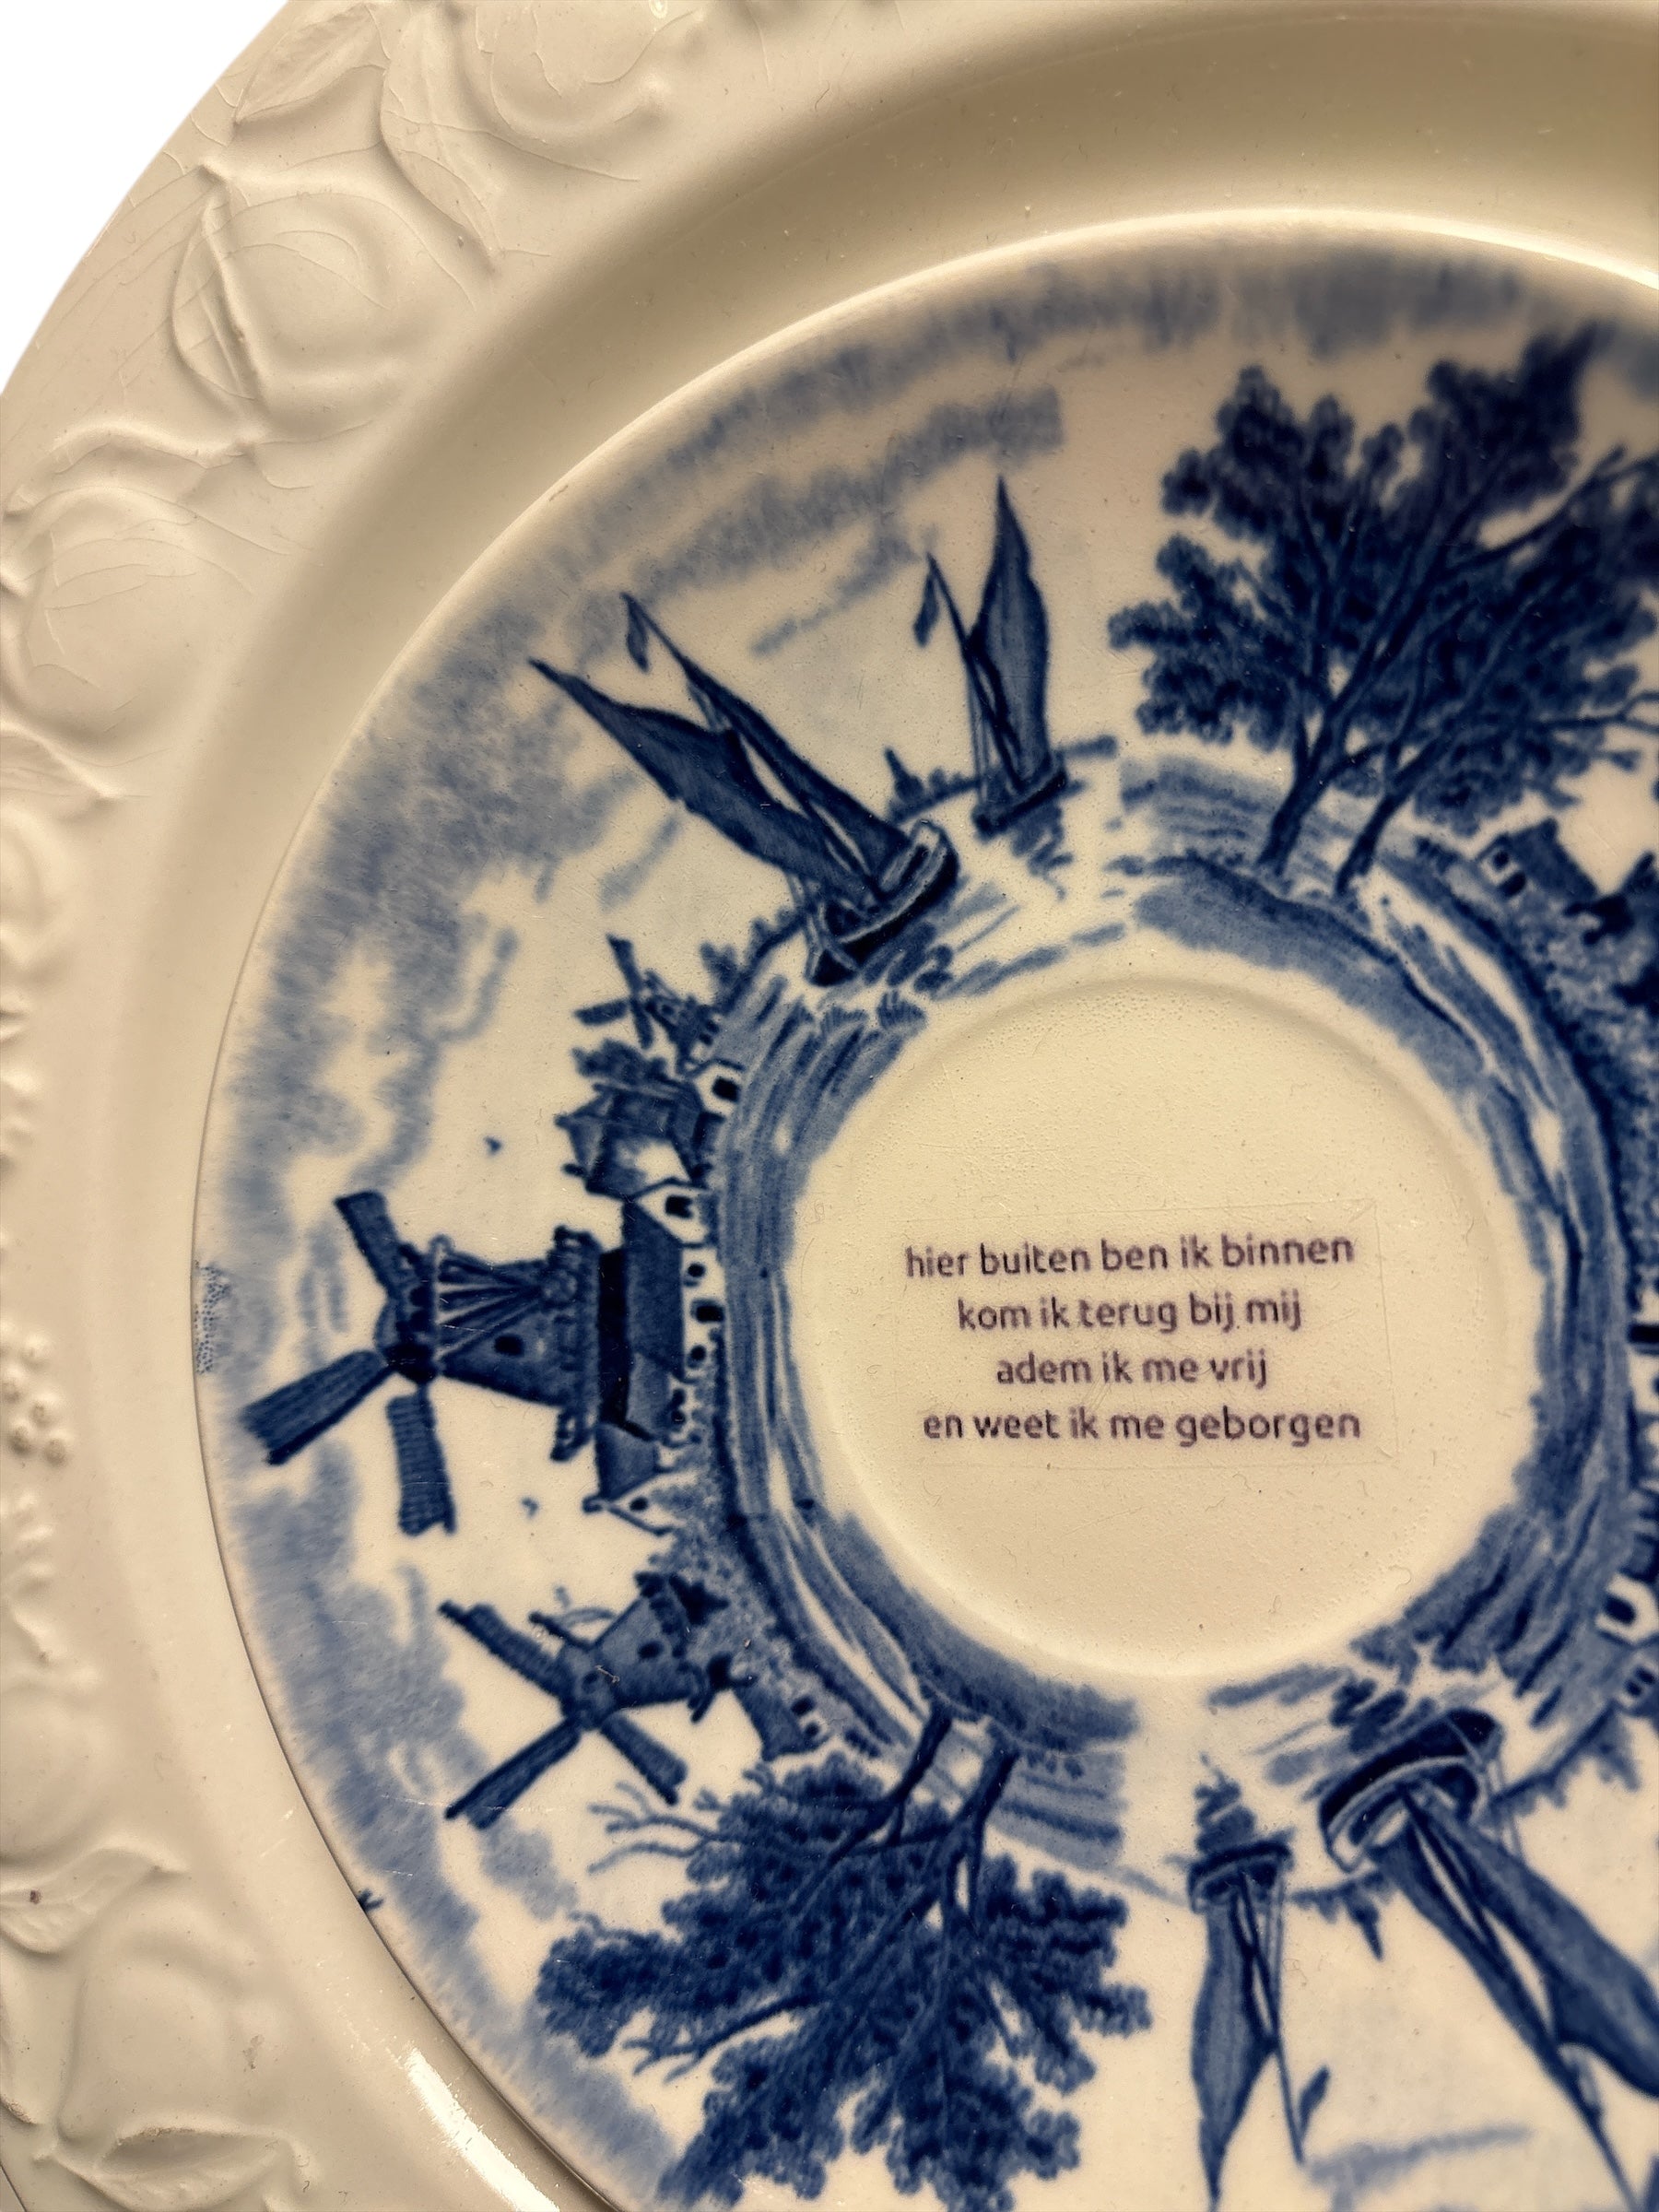 hier buiten ben ik binnen
kom ik terug bij mij
adem ik me vrij
en weet ik me geborgen